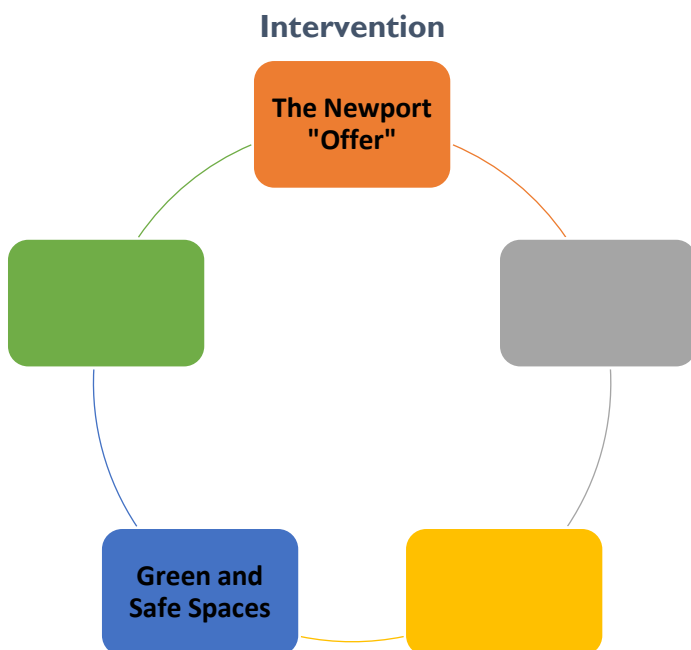 Intervention
The Newport
"Offer"
Green and
Safe Spaces